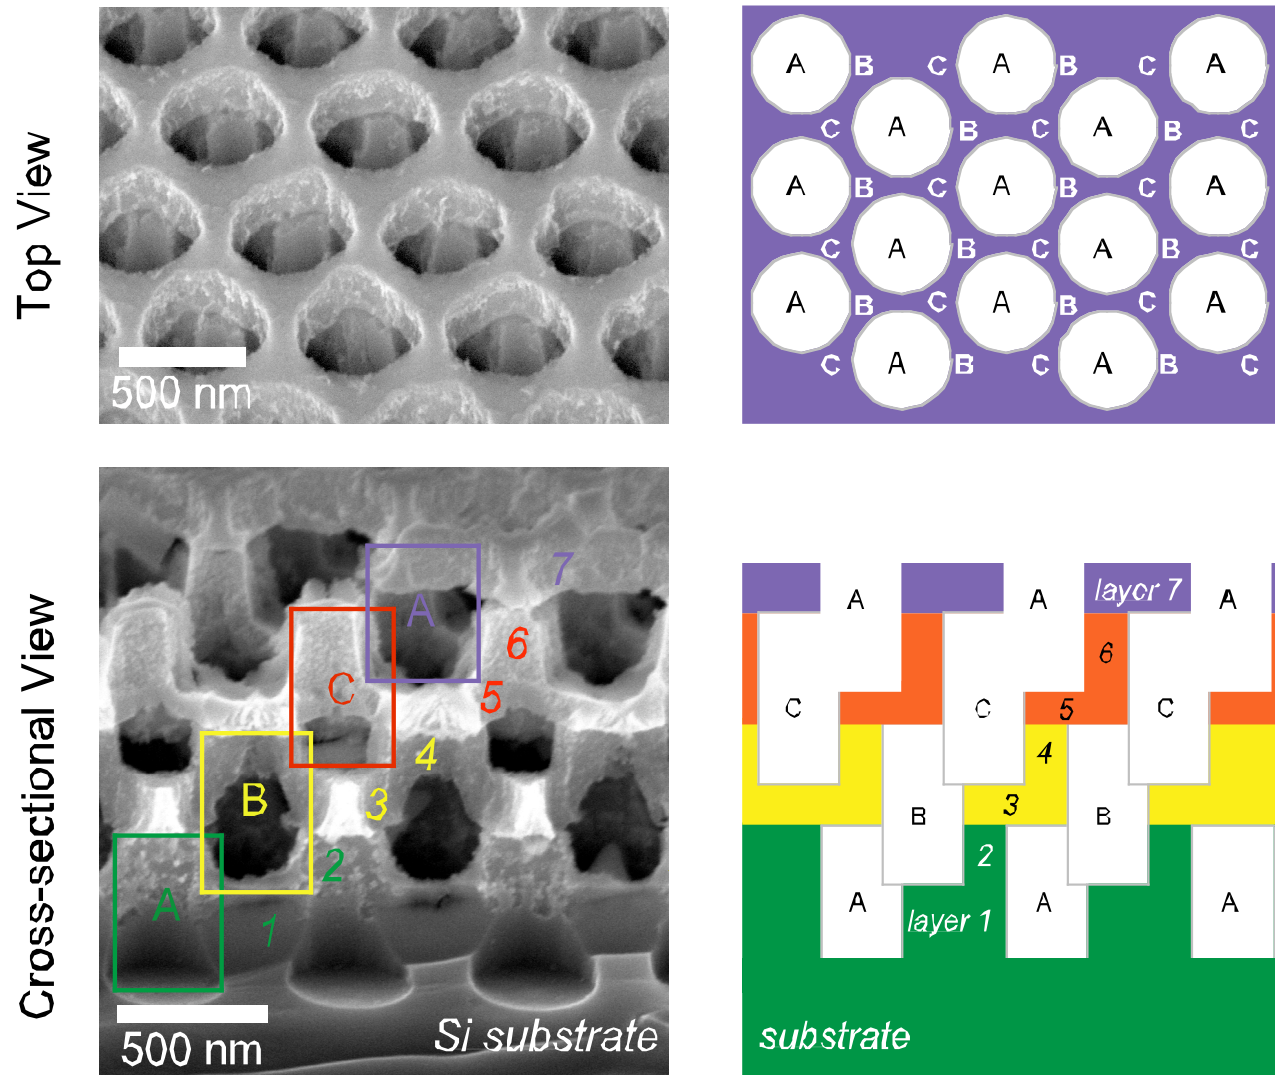 Top View
500 nm
A B C A B C A
C A B C A B C
A B C A B C A
C A B C A B C
A B C A B C A
C A B C A B C
Cross-sectional View
7
A
6
C
5
4
B
3
2
A
1
500 nm
Si substrate
layer 7
A A A
6
C C 5 C
4
3
B B
2
A A A
layer 1
substrate